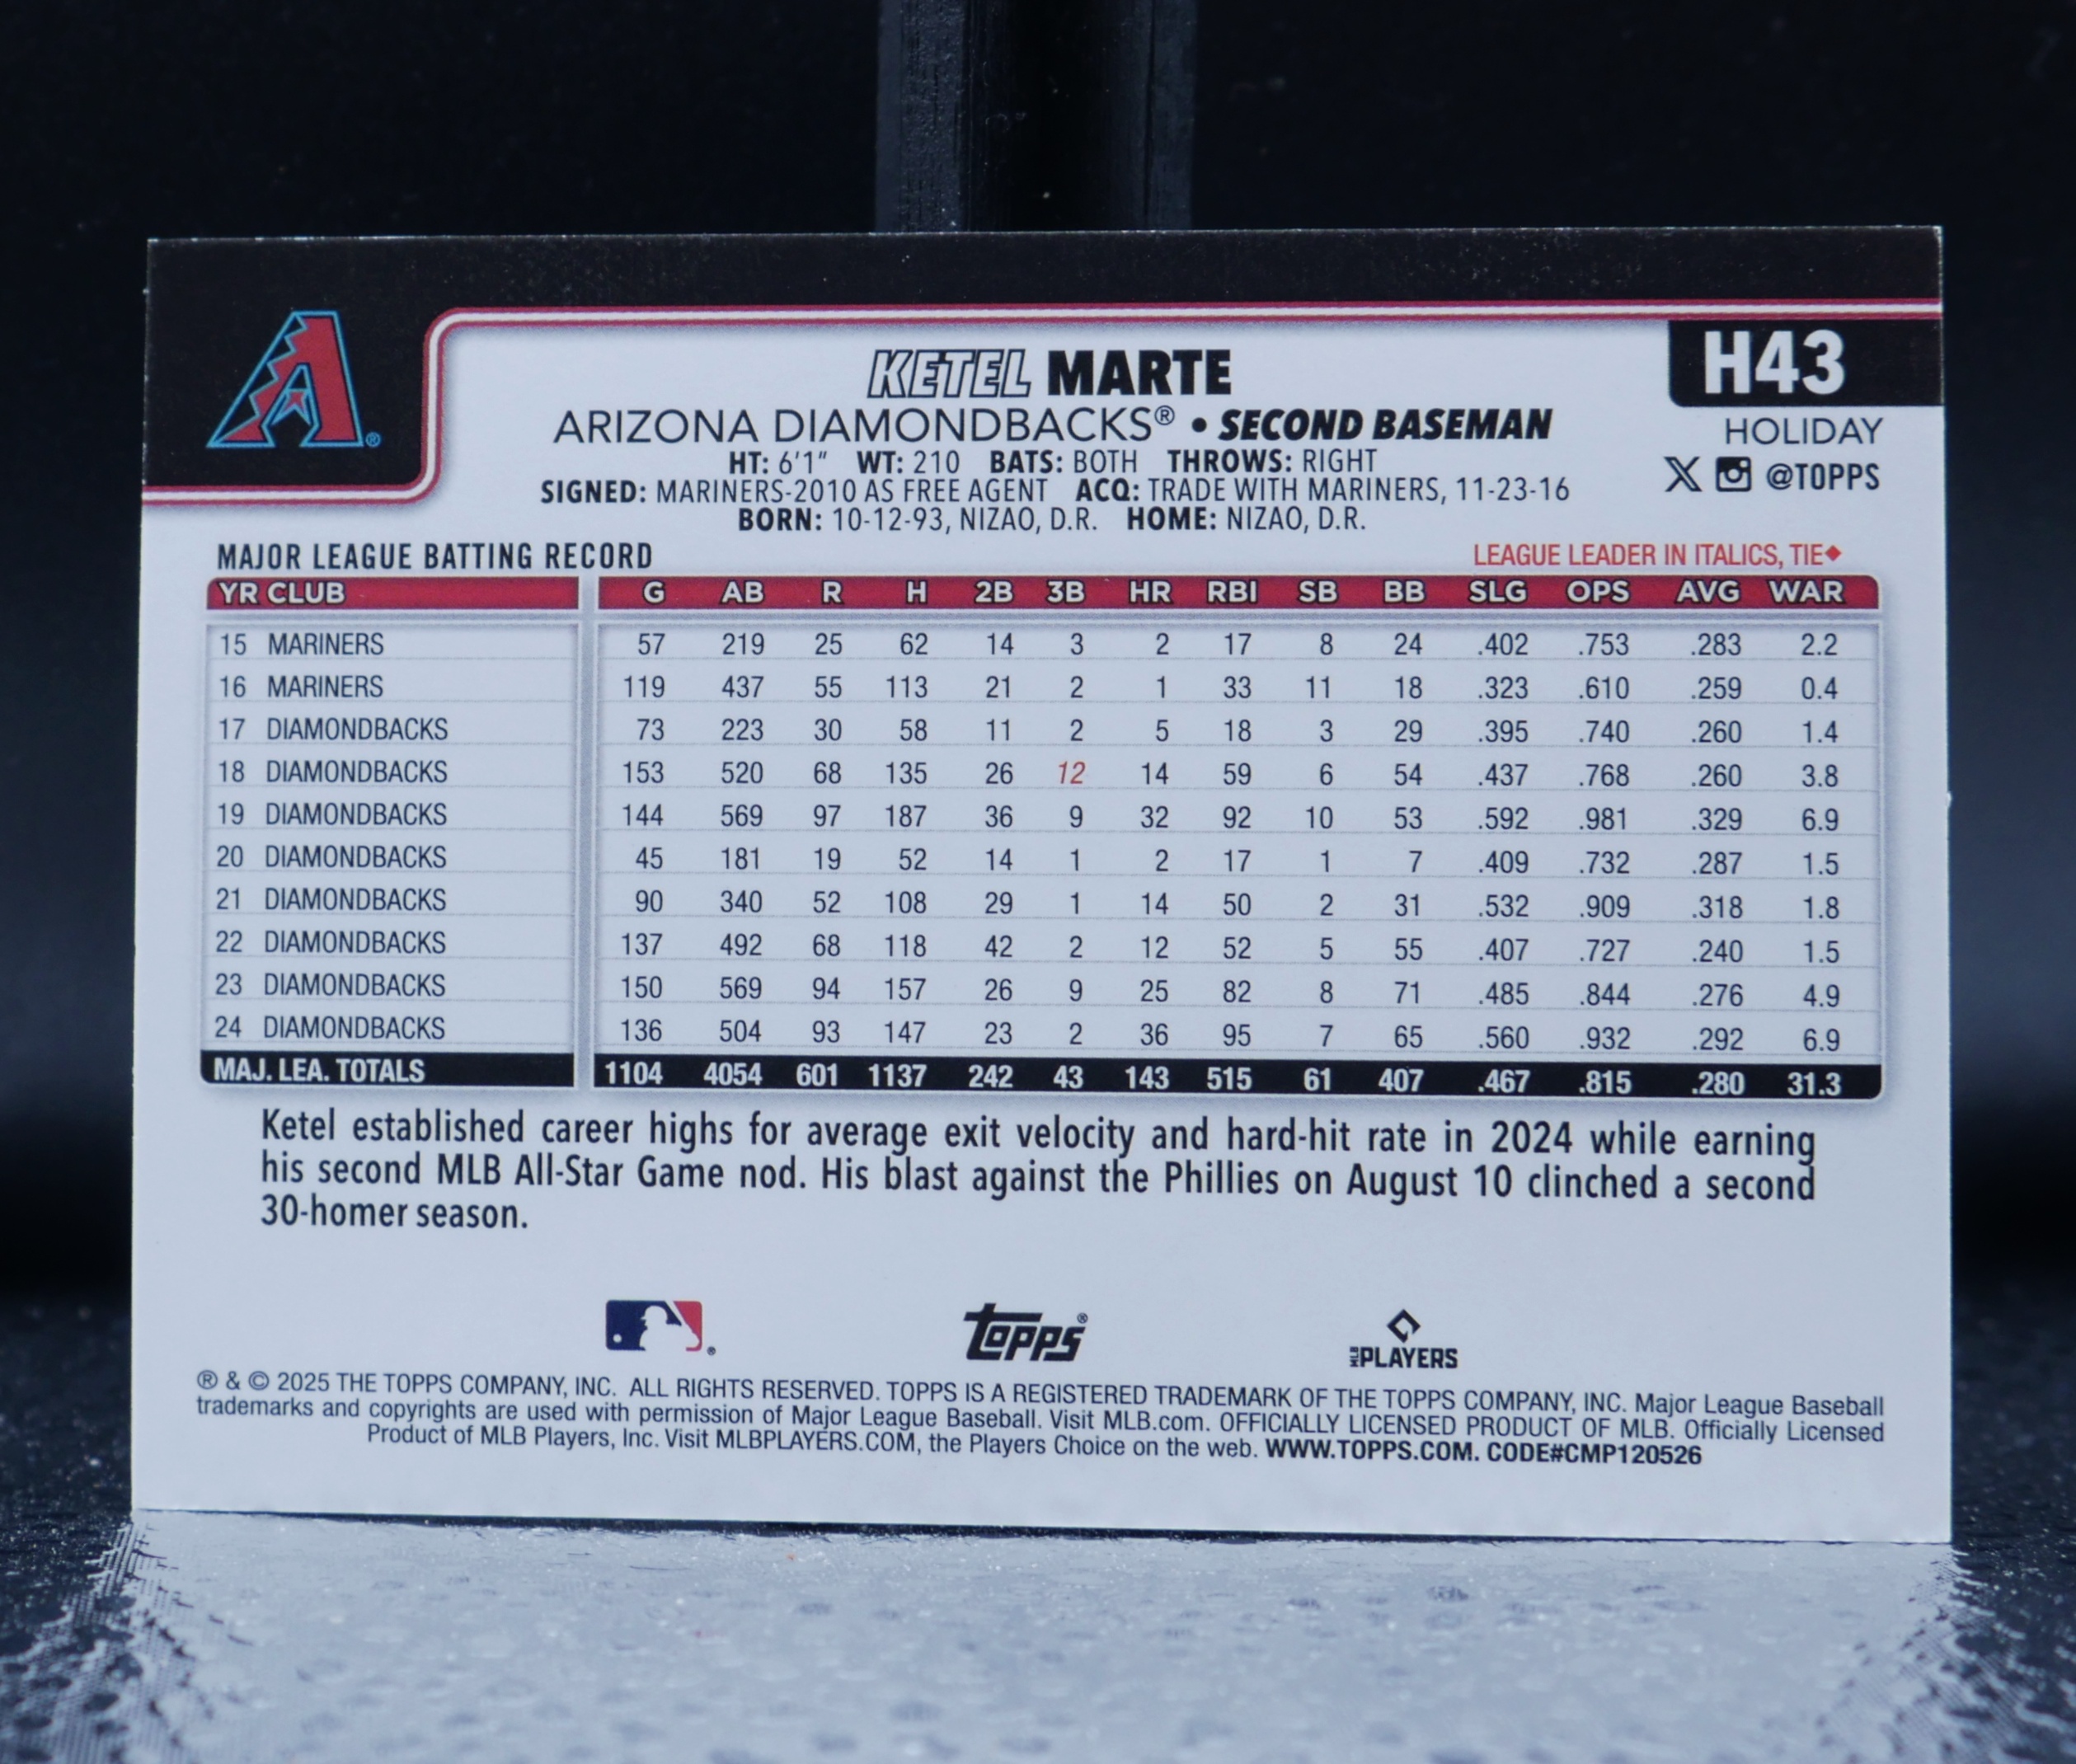 H43
KETEL MARTE
ARIZONA DIAMONDBACKS® • SECOND BASEMAN
HOLIDAY
HT: 6'1" WT: 210 BATS: BOTH THROWS: RIGHT
@TOPPS
SIGNED: MARINERS-2010 AS FREE AGENT ACQ: TRADE WITH MARINERS, 11-23-16
BORN: 10-12-93, NIZAO, D.R. HOME: NIZAO, D.R.
MAJOR LEAGUE BATTING RECORD LEAGUE LEADER IN ITALICS, TIE◆
YR CLUB G AB R H 2B 3B HR RBI SB BB SLG OPS AVG WAR
15 MARINERS 57 219 25 62 14 3 2 17 8 24 .402 .753 .283 2.2
16 MARINERS 119 437 55 113 21 2 1 33 11 18 .323 .610 .259 0.4
17 DIAMONDBACKS 73 223 30 58 11 2 5 18 3 29 .395 .740 .260 1.4
18 DIAMONDBACKS 153 520 68 135 26 12 14 59 6 54 .437 .768 .260 3.8
19 DIAMONDBACKS 144 569 97 187 36 9 32 92 10 53 .592 .981 .329 6.9
20 DIAMONDBACKS 45 181 19 52 14 1 2 17 1 7 .409 .732 .287 1.5
21 DIAMONDBACKS 90 340 52 108 29 1 14 50 2 31 .532 .909 .318 1.8
22 DIAMONDBACKS 137 492 68 118 42 2 12 52 5 55 .407 .727 .240 1.5
23 DIAMONDBACKS 150 569 94 157 26 9 25 82 8 71 .485 .844 .276 4.9
24 DIAMONDBACKS 136 504 93 147 23 2 36 95 7 65 .560 .932 .292 6.9
MAJ. LEA. TOTALS 1104 4054 601 1137 242 43 143 515 61 407 .467 .815 .280 31.3
Ketel established career highs for average exit velocity and hard-hit rate in 2024 while earning
his second MLB All-Star Game nod. His blast against the Phillies on August 10 clinched a second
30-homer season.
Topps®
MLB PLAYERS
® & © 2025 THE TOPPS COMPANY, INC. ALL RIGHTS RESERVED. TOPPS IS A REGISTERED TRADEMARK OF THE TOPPS COMPANY, INC. Major League Baseball
trademarks and copyrights are used with permission of Major League Baseball. Visit MLB.com. OFFICIALLY LICENSED PRODUCT OF MLB. Officially Licensed
Product of MLB Players, Inc. Visit MLBPLAYERS.COM, the Players Choice on the web. WWW.TOPPS.COM. CODE#CMP120526